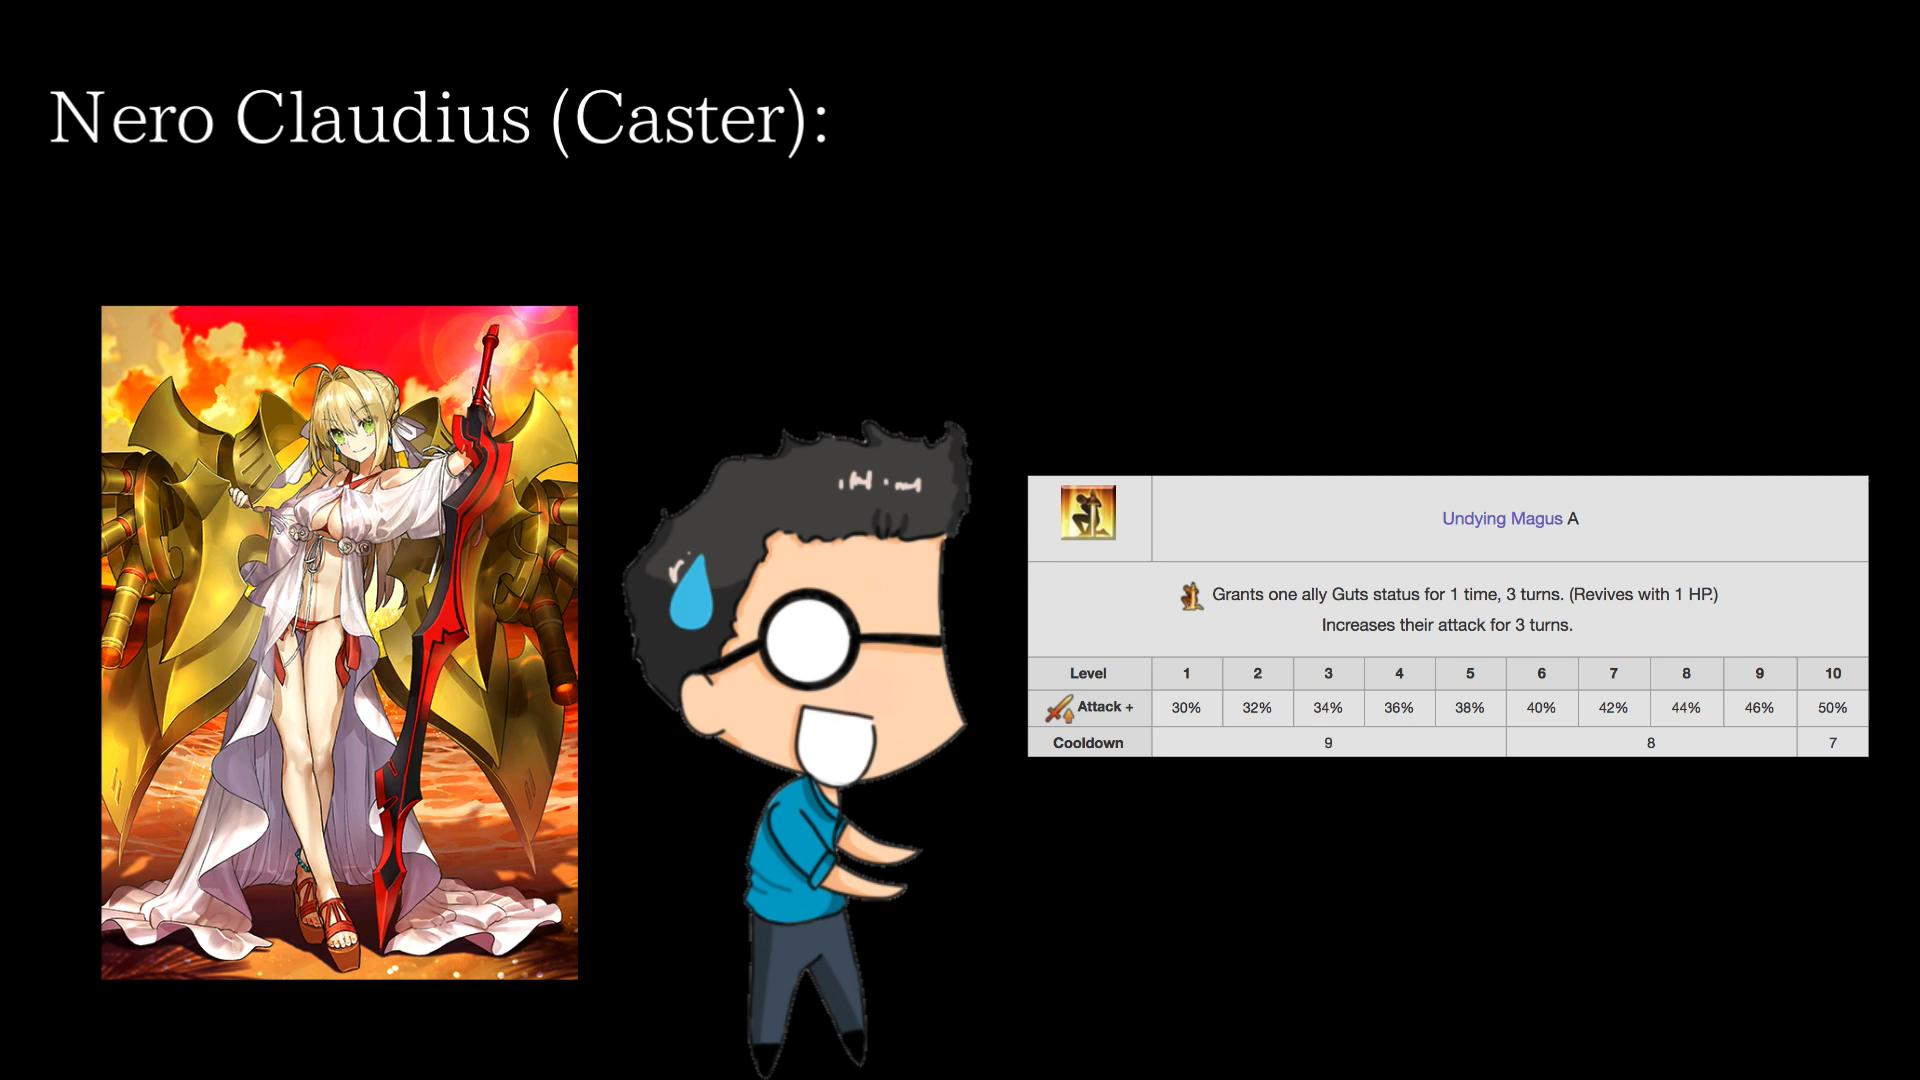 Nero Claudius (Caster):
Undying Magus A
Grants one ally Guts status for 1 time, 3 turns. (Revives with 1 HP.)
Increases their attack for 3 turns.
Level 1 2 3 4 5 6 7 8 9 10
Attack + 30% 32% 34% 36% 38% 40% 42% 44% 46% 50%
Cooldown 9 8 7